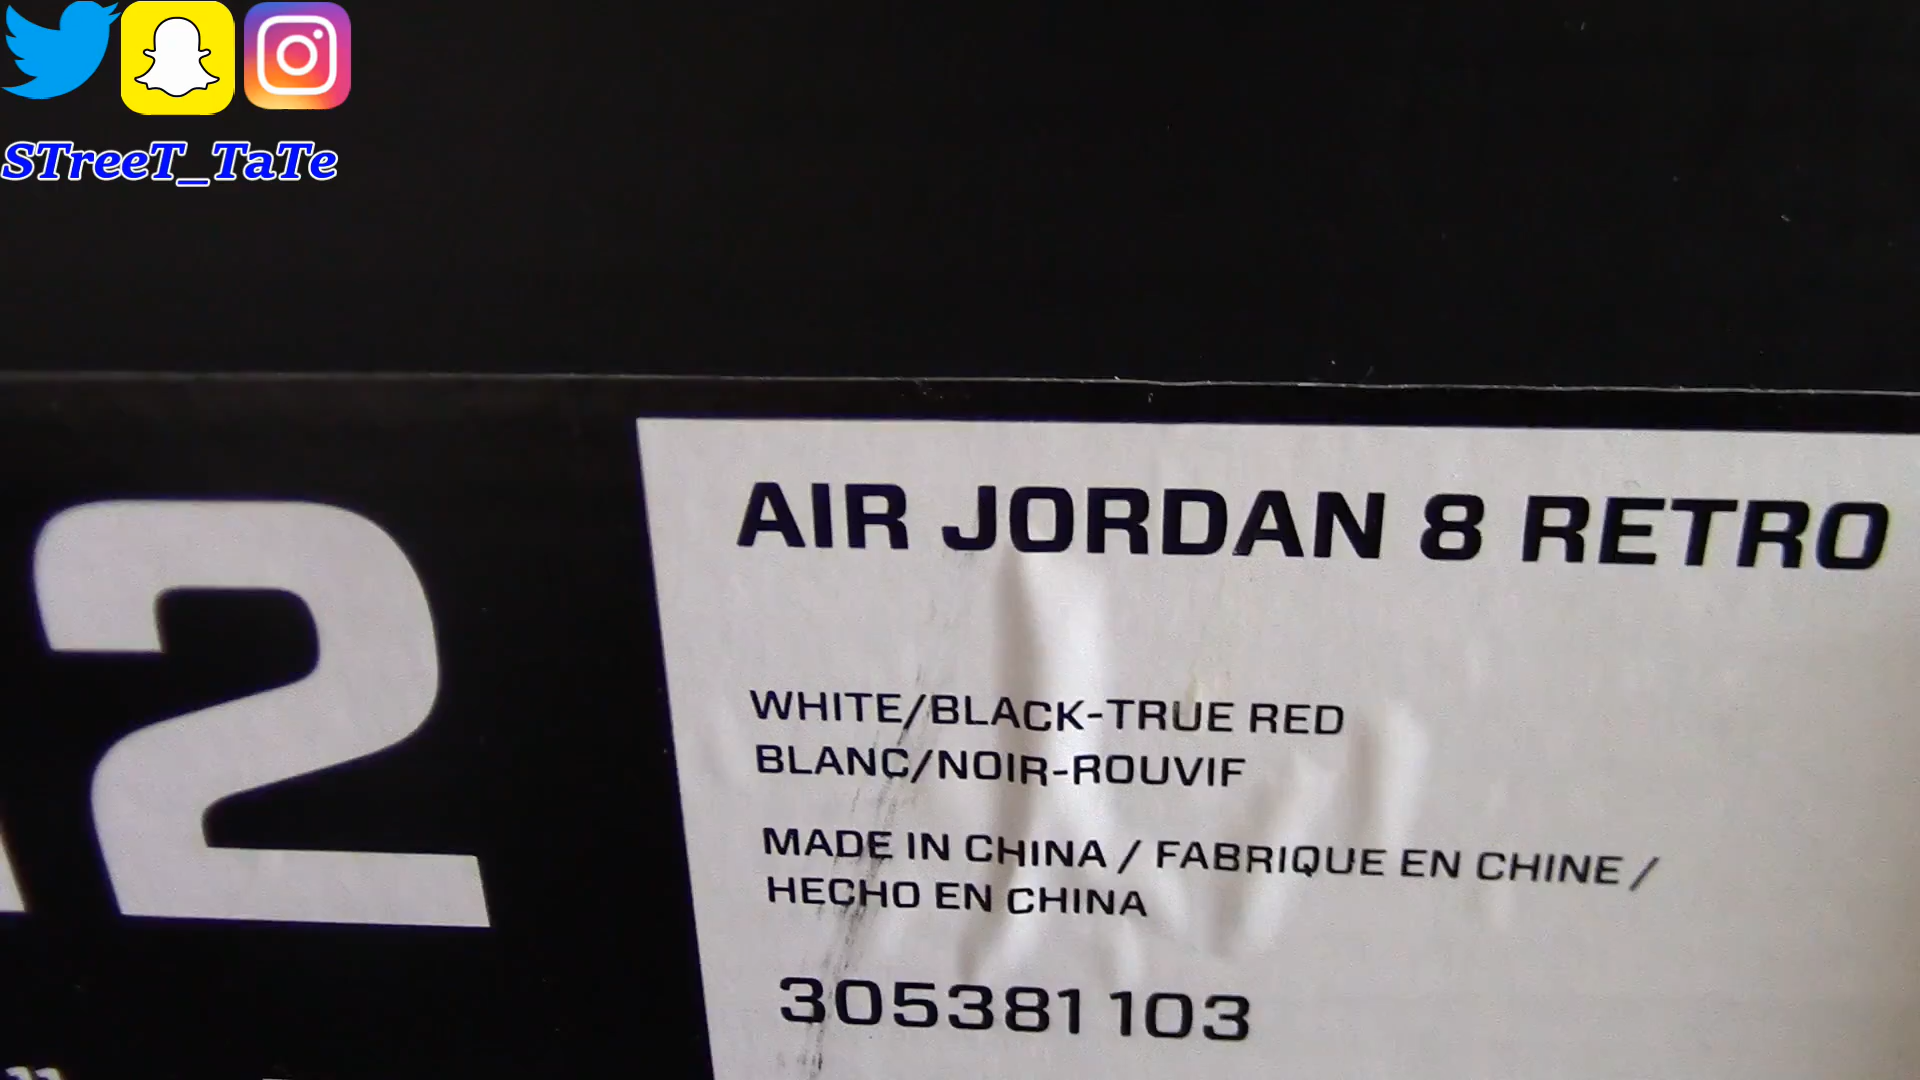 STreeT_TaTe
2
AIR JORDAN 8 RETRO
WHITE/BLACK-TRUE RED
BLANC/NOIR-ROUVIF
MADE IN CHINA / FABRIQUE EN CHINE /
HECHO EN CHINA
305381 103